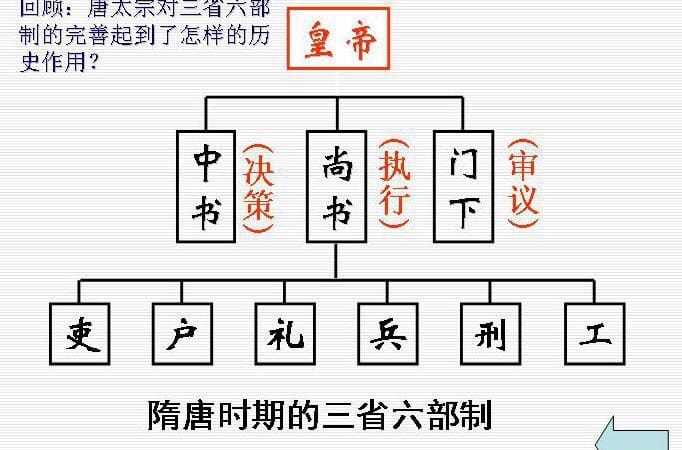 回顾：唐太宗对三省六部
制的完善起到了怎样的历
史作用？
皇帝
中书
（决策）
尚书
（执行）
门下
（审议）
吏 户 礼 兵 刑 工
隋唐时期的三省六部制